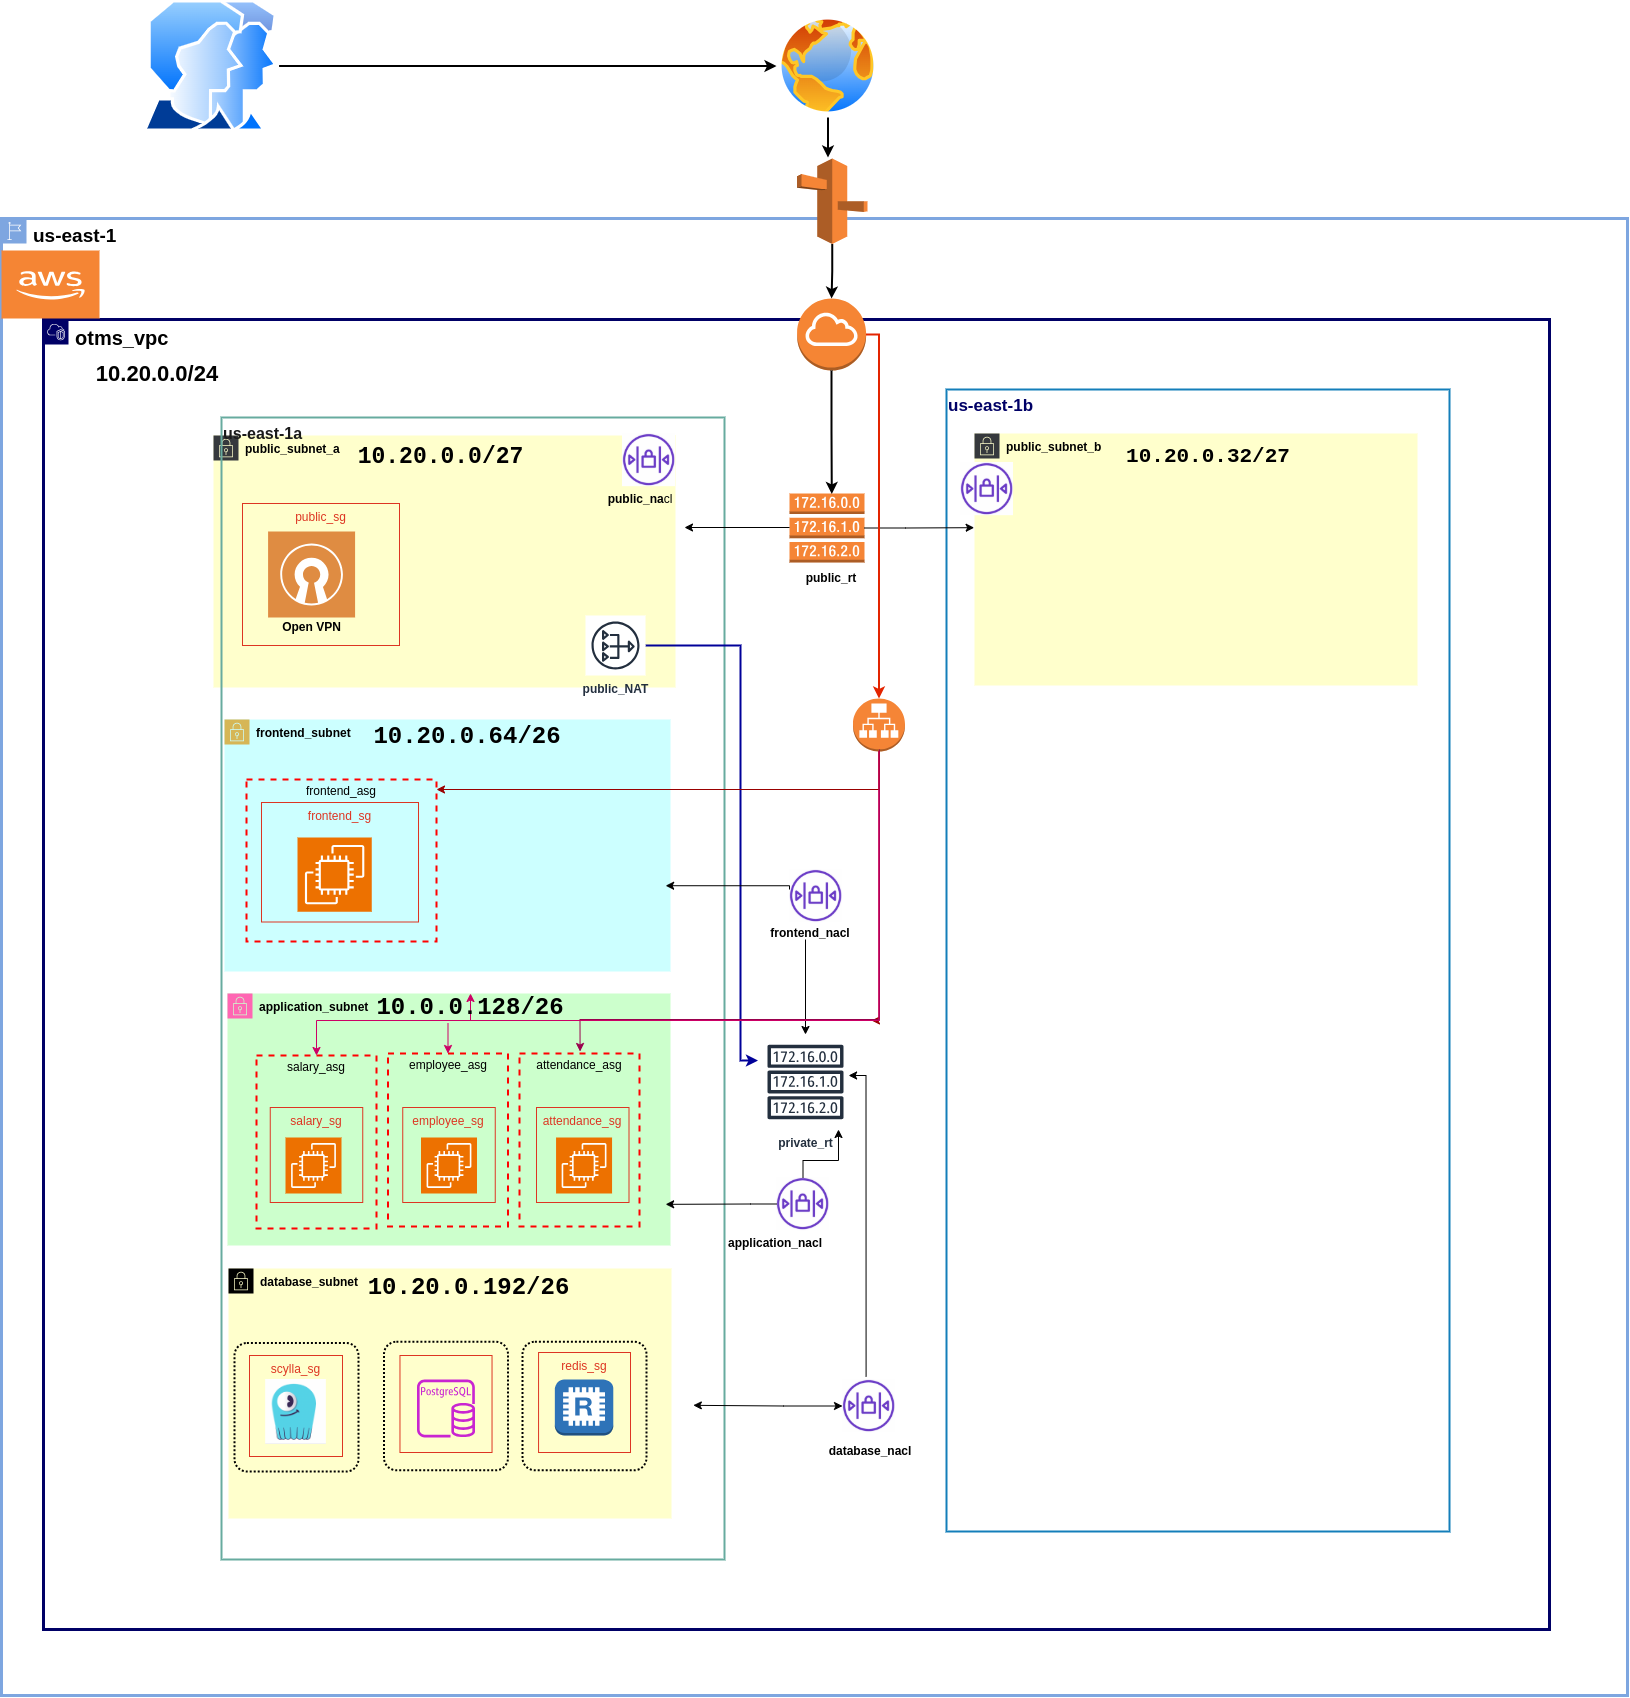 us-east-1
aws
otms_vpc
10.20.0.0/24
us-east-1a
public_subnet_a
10.20.0.0/27
public_nacl
public_sg
Open VPN
public_NAT
172.16.0.0
172.16.1.0
172.16.2.0
public_rt
us-east-1b
public_subnet_b
10.20.0.32/27
frontend_subnet
10.20.0.64/26
frontend_asg
frontend_sg
frontend_nacl
application_subnet
10.0.0.128/26
salary_asg
employee_asg
attendance_asg
salary_sg
employee_sg
attendance_sg
172.16.0.0
172.16.1.0
172.16.2.0
private_rt
application_nacl
database_subnet
10.20.0.192/26
scylla_sg
PostgreSQL
redis_sg
R
database_nacl